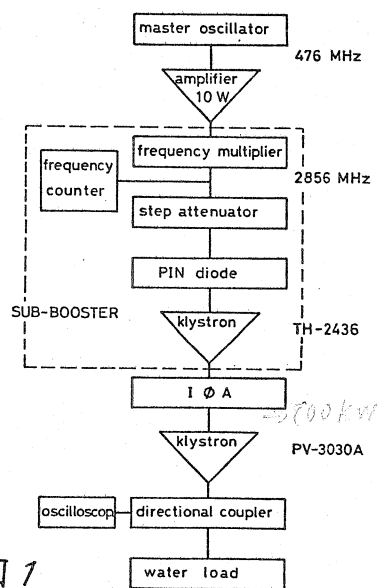 master oscillator
476 MHz
amplifier
10 W
frequency multiplier
frequency
counter
2856 MHz
step attenuator
PIN diode
SUB-BOOSTER
klystron
TH-2436
I Ø A
klystron
PV-3030A
oscilloscop
directional coupler
water load
1